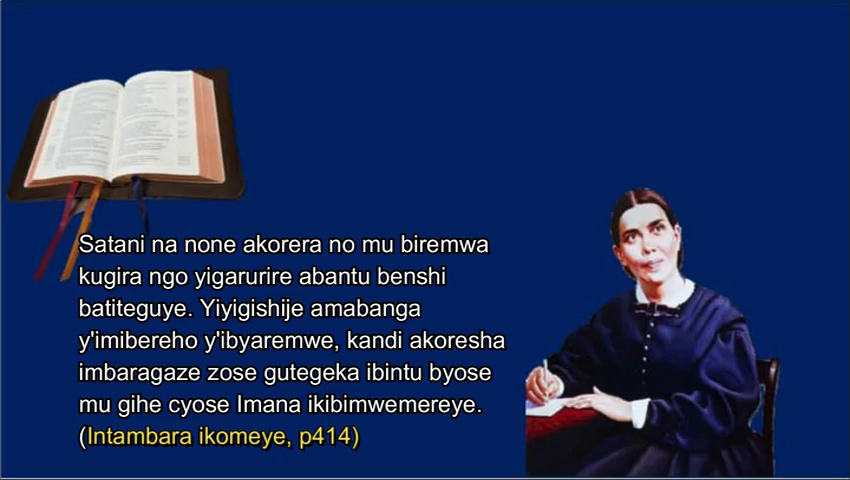 Satani na none akorera no mu biremwa
kugira ngo yigarurire abantu benshi
batiteguye. Yiyigishije amabanga
y'imibereho y'ibyaremwe, kandi akoresha
imbaragaze zose gutegeka ibintu byose
mu gihe cyose Imana ikibimwemereye.
(Intambara ikomeye, p414)